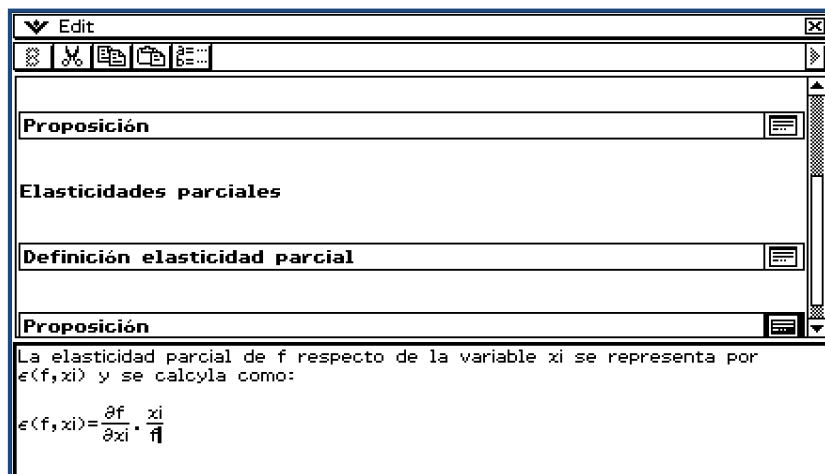 Edit
Proposición
Elasticidades parciales
Definición elasticidad parcial
Proposición
La elasticidad parcial de f respecto de la variable xi se representa por
ϵ(f,xi) y se calcyla como:
ϵ(f,xi)=∂f/∂xi · xi/f